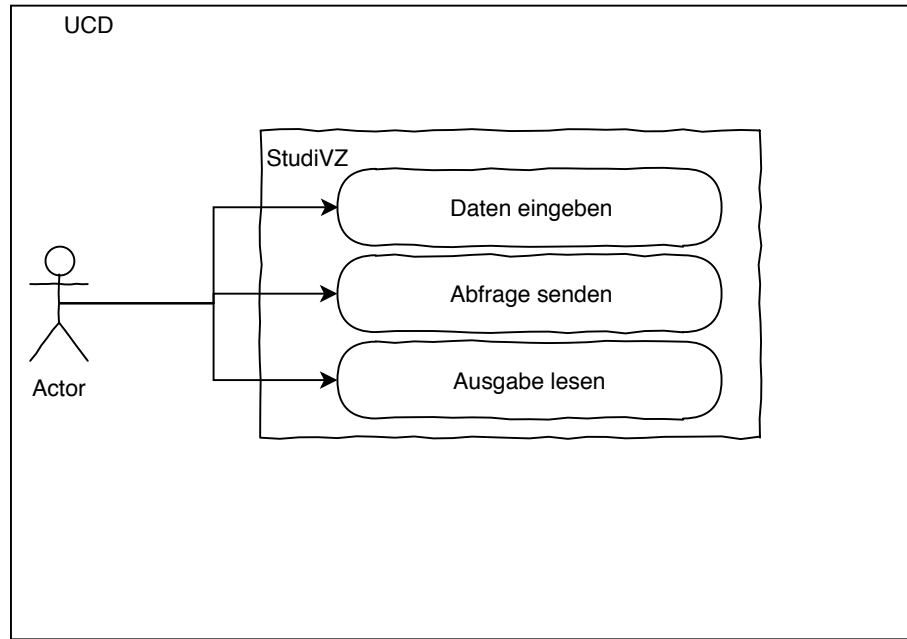 UCD
StudiVZ
Daten eingeben
Abfrage senden
Ausgabe lesen
Actor